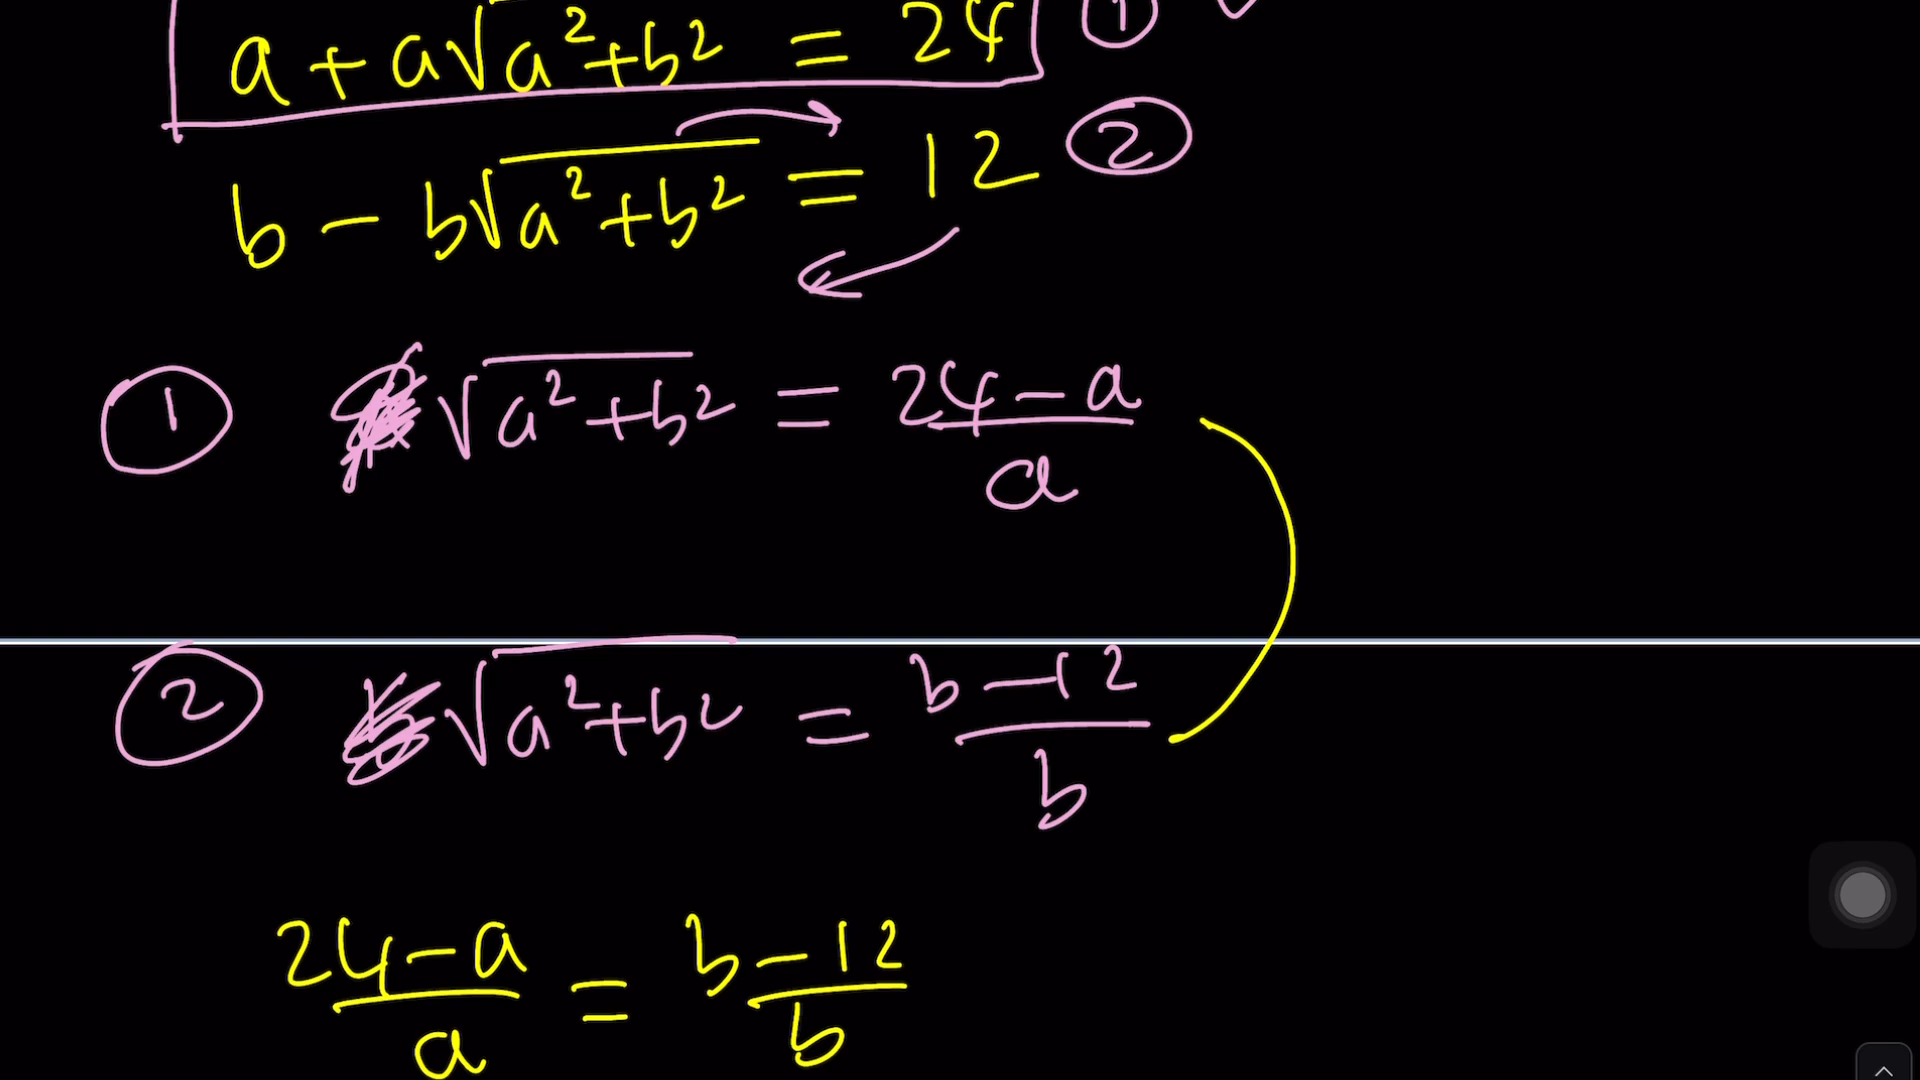 a + a√a²+b² = 24 ①
b - b√a²+b² = 12 ②
① √a²+b² = (24-a)/a
② √a²+b² = (b-12)/b
(24-a)/a = (b-12)/b